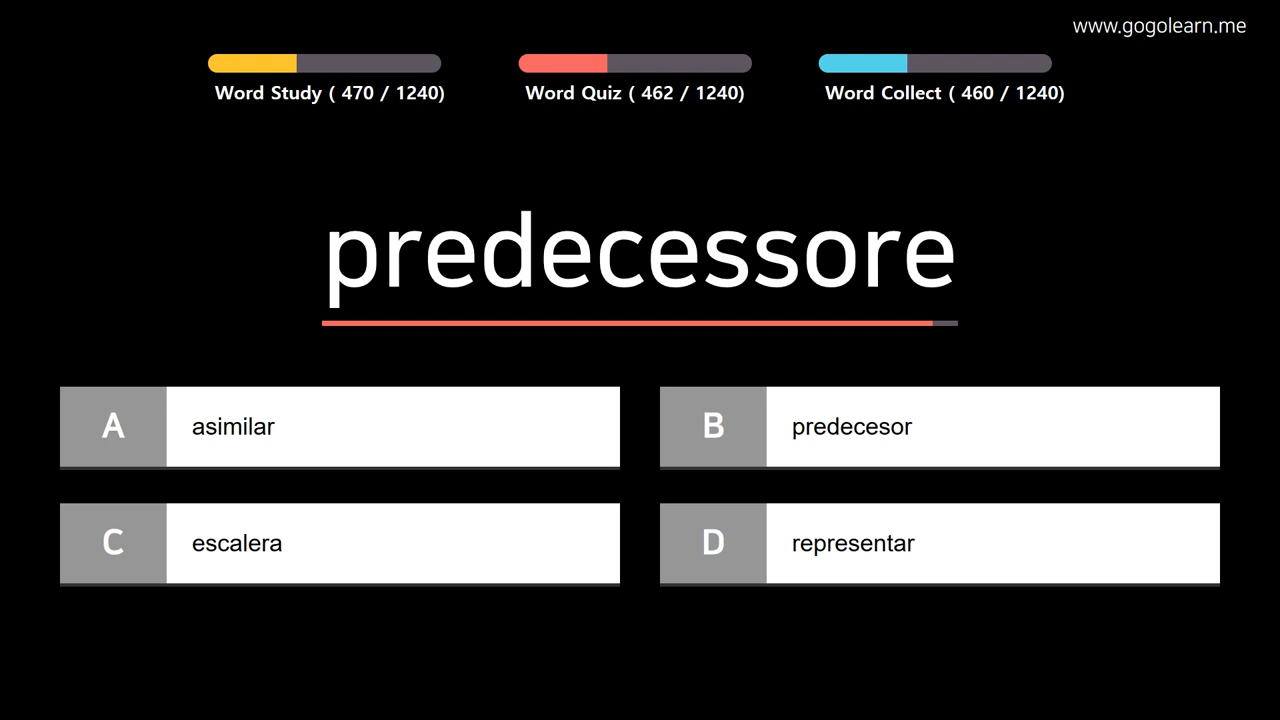 www.gogolearn.me
Word Study ( 470 / 1240)
Word Quiz ( 462 / 1240)
Word Collect ( 460 / 1240)
predecessore
A asimilar
B predecesor
C escalera
D representar